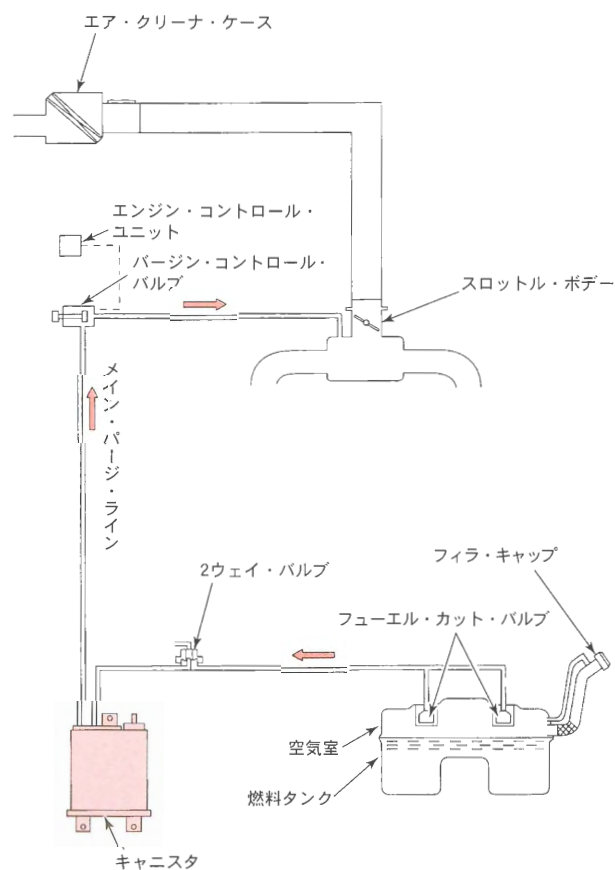 エア・クリーナ・ケース
エンジン・コントロール・
ユニット
パージン・コントロール・
バルブ
スロットル・ボデー
メイン・パージ・ライン
2ウェイ・バルブ
フィラ・キャップ
フューエル・カット・バルブ
空気室
燃料タンク
キャニスタ